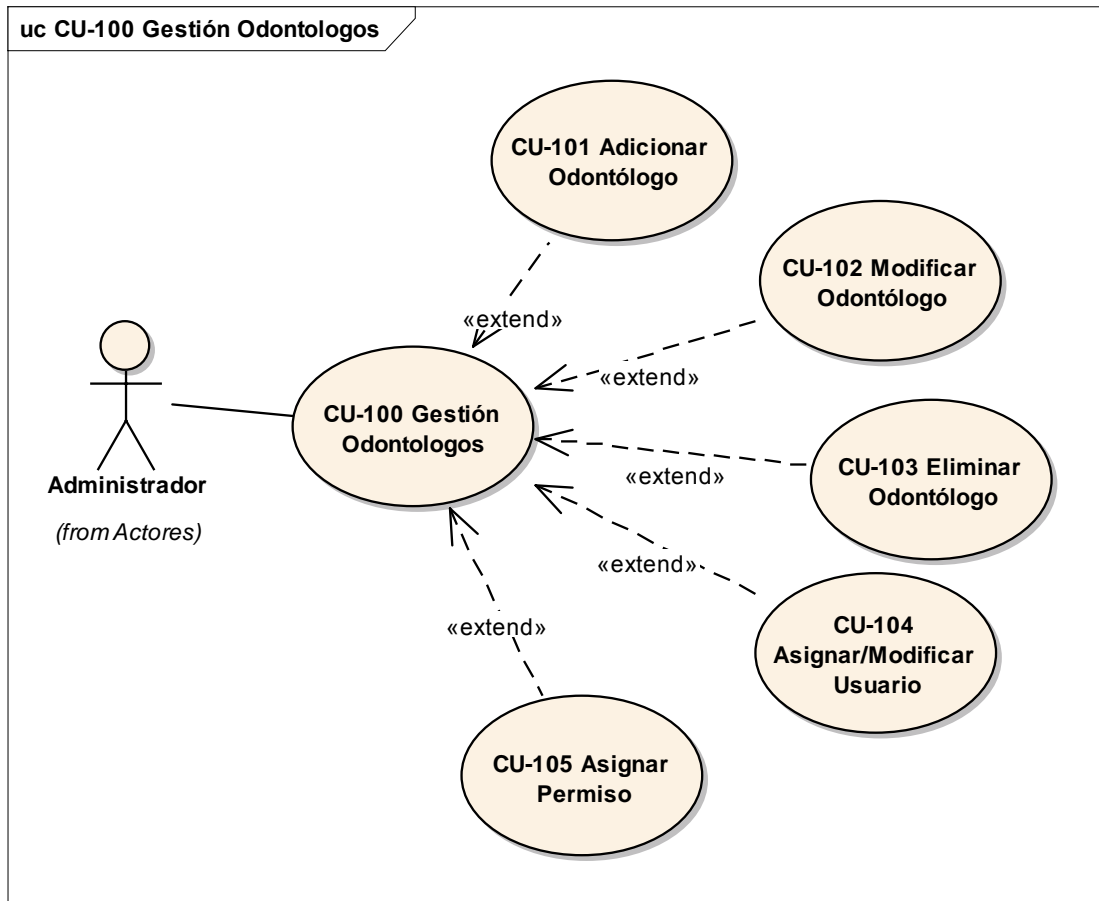 uc CU-100 Gestión Odontologos
CU-101 Adicionar
Odontólogo
CU-102 Modificar
Odontólogo
«extend»
«extend»
CU-100 Gestión
Odontologos
Administrador
(from Actores)
CU-103 Eliminar
Odontólogo
«extend»
«extend»
CU-104
Asignar/Modificar
Usuario
«extend»
CU-105 Asignar
Permiso